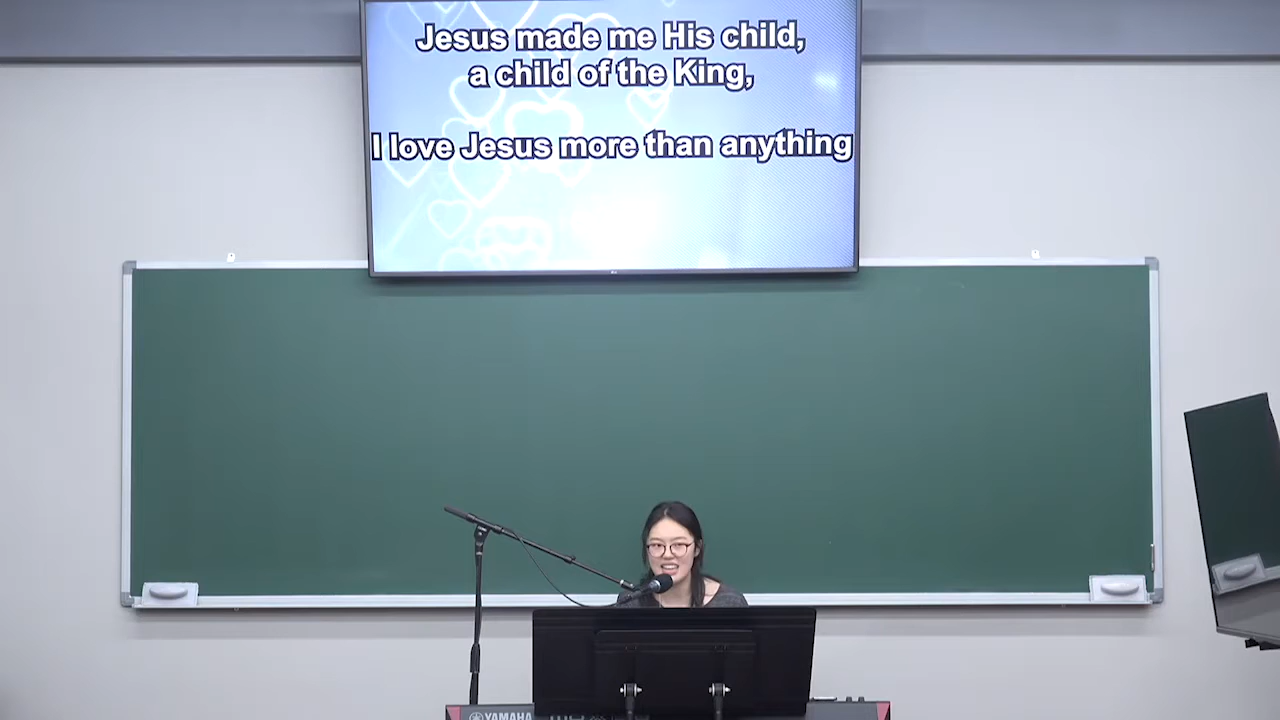 Jesus made me His child,
a child of the King,
I love Jesus more than anything
YAMAHA